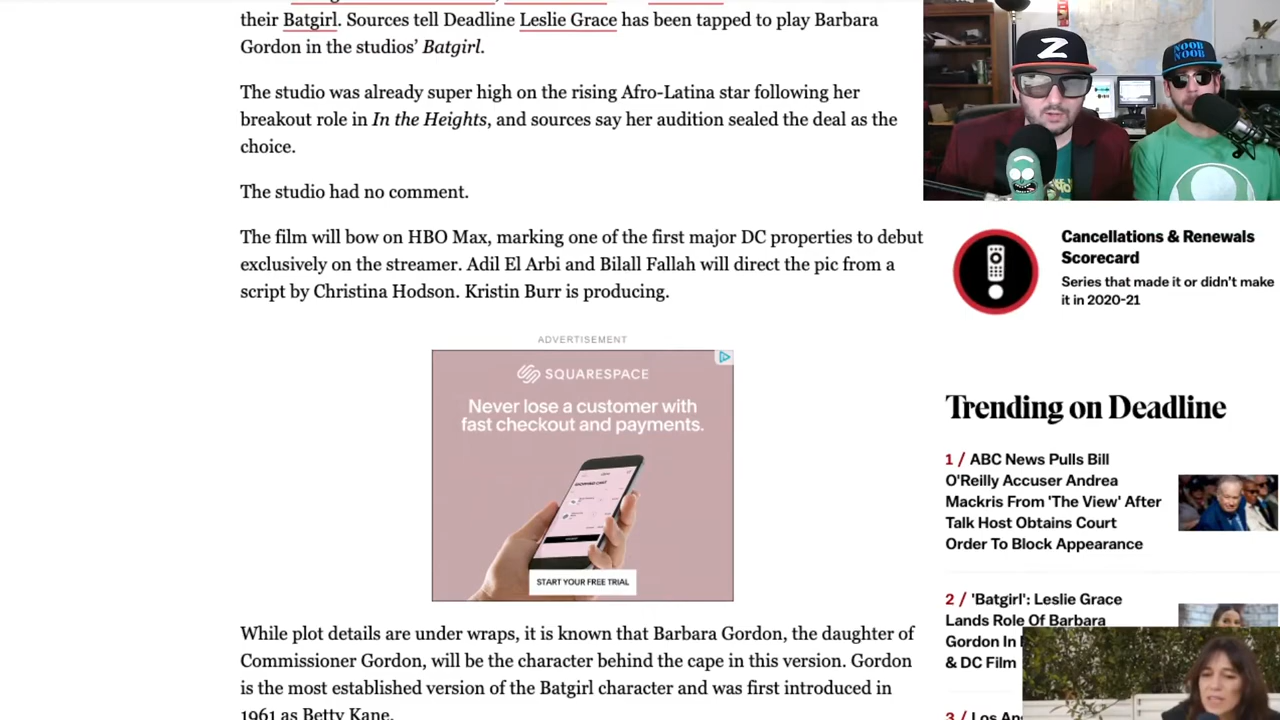 their Batgirl. Sources tell Deadline Leslie Grace has been tapped to play Barbara
Gordon in the studios’ Batgirl.
The studio was already super high on the rising Afro-Latina star following her
breakout role in In the Heights, and sources say her audition sealed the deal as the
choice.
The studio had no comment.
The film will bow on HBO Max, marking one of the first major DC properties to debut
exclusively on the streamer. Adil El Arbi and Bilall Fallah will direct the pic from a
script by Christina Hodson. Kristin Burr is producing.
ADVERTISEMENT
SQUARESPACE
Never lose a customer with
fast checkout and payments.
START YOUR FREE TRIAL
While plot details are under wraps, it is known that Barbara Gordon, the daughter of
Commissioner Gordon, will be the character behind the cape in this version. Gordon
is the most established version of the Batgirl character and was first introduced in
1961 as Betty Kane.
Z
NOOB
NOOB
Cancellations & Renewals
Scorecard
Series that made it or didn’t make
it in 2020-21
Trending on Deadline
1 / ABC News Pulls Bill
O'Reilly Accuser Andrea
Mackris From 'The View' After
Talk Host Obtains Court
Order To Block Appearance
2 / 'Batgirl': Leslie Grace
Lands Role Of Barbara
Gordon In
& DC Film
3 / Los